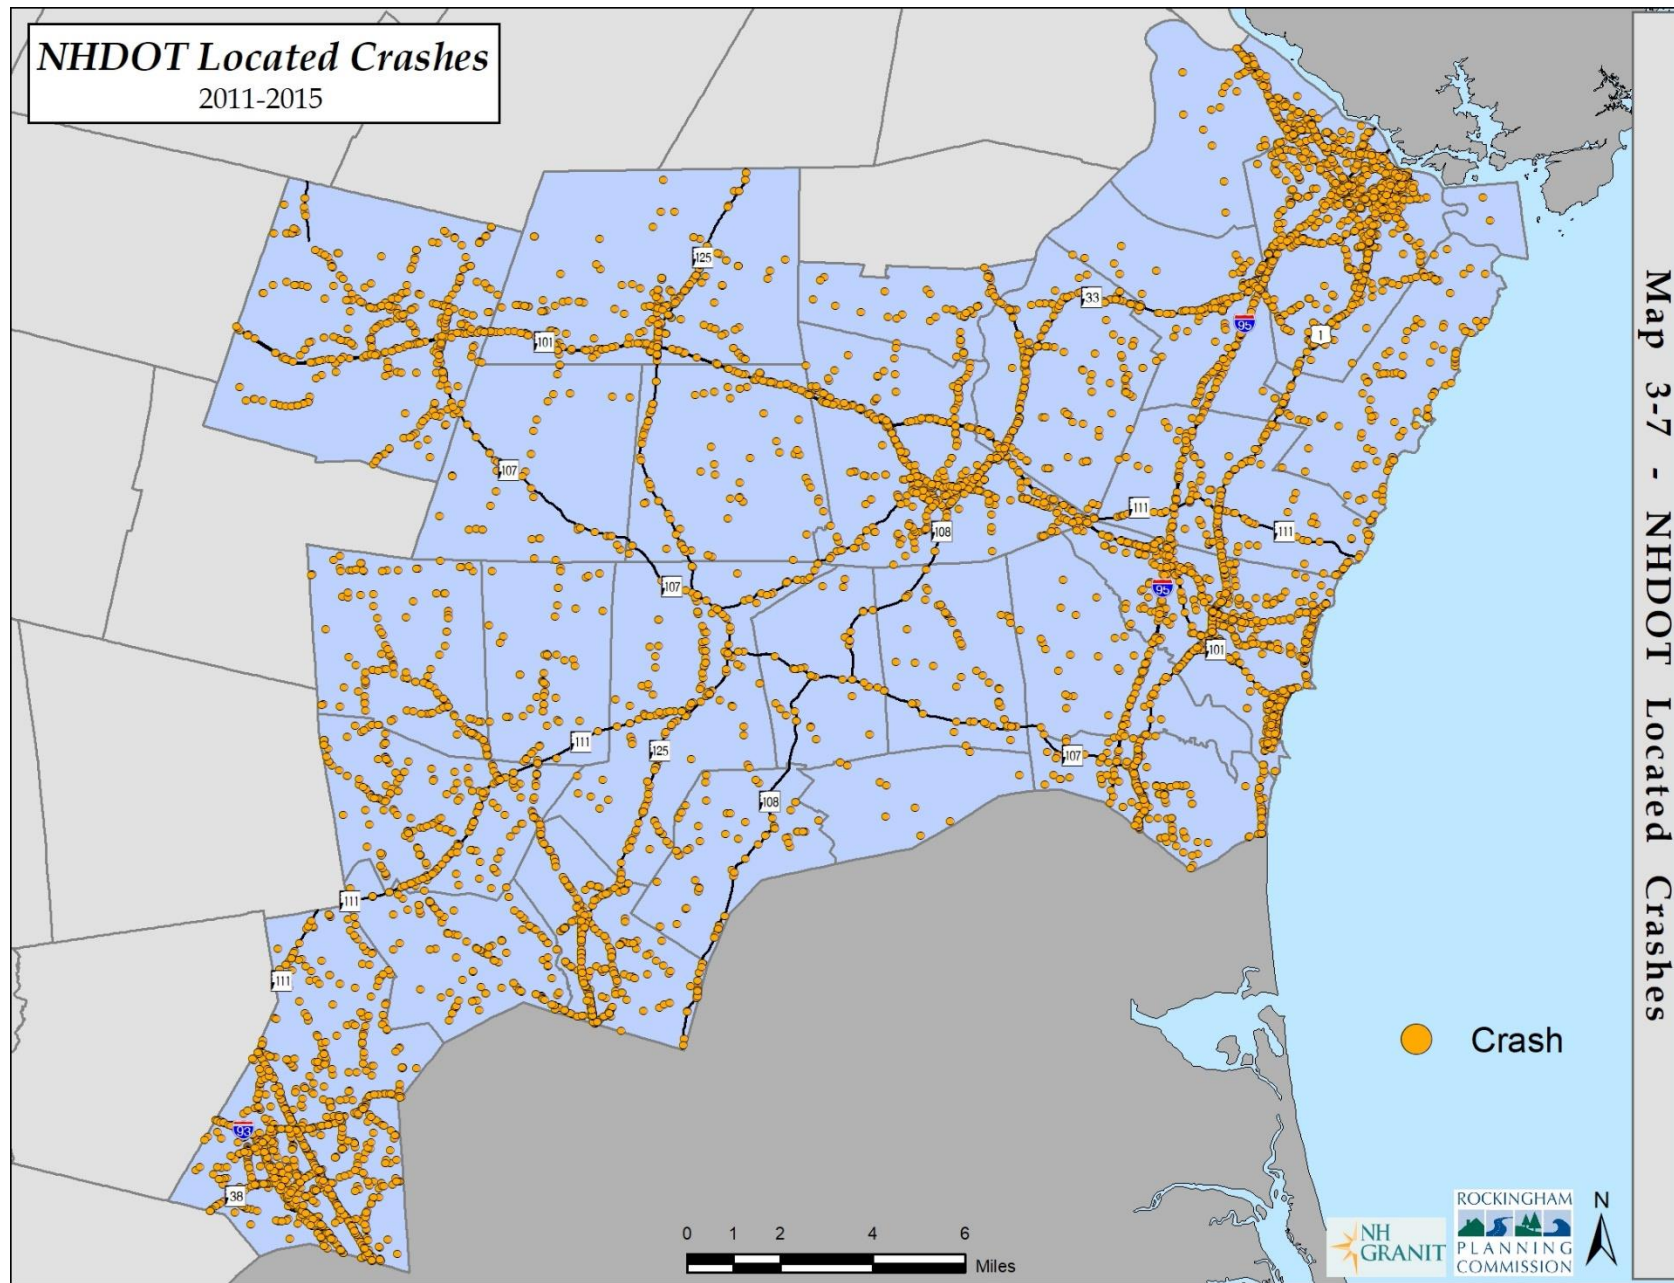 NHDOT Located Crashes
2011-2015
125
33
95
1
101
107
111
108
111
107
95
101
111
125
107
108
111
111
93
38
Crash
0 1 2 4 6
Miles
NH
GRANIT
ROCKINGHAM
PLANNING
COMMISSION
N
Map 3-7 - NHDOT Located Crashes